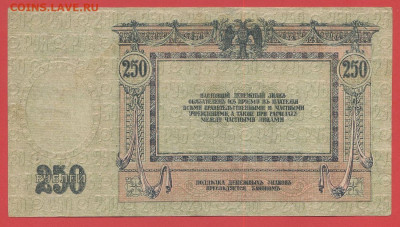 COINS.LAVE.RU
250 250
НАСТОЯЩІЙ ДЕНЕЖНЫЙ ЗНАКЪ
ОБЯЗАТЕЛЕНЪ КЪ ПРІЕМУ ВЪ ПЛАТЕЖИ
ВСѢМИ ПРАВИТЕЛЬСТВЕННЫМИ И ЧАСТНЫМИ
УЧРЕЖДЕНІЯМИ, А ТАКЖЕ ПРИ РАСЧЕТАХЪ
МЕЖДУ ЧАСТНЫМИ ЛИЦАМИ
250
ПОДДѢЛКА ДЕНЕЖНЫХЪ ЗНАКОВЪ
ПРЕСЛѢДУЕТСЯ ЗАКОНОМЪ